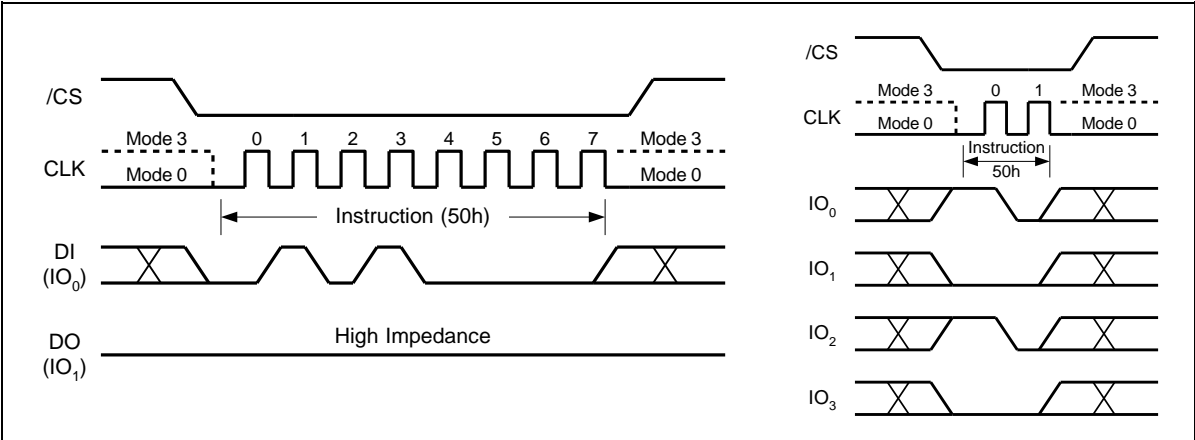 /CS
Mode 3 0 1 2 3 4 5 6 7 Mode 3
CLK
Mode 0 Mode 0
Instruction (50h)
DI
(IO0)
DO
(IO1)
High Impedance
/CS
Mode 3 0 1 Mode 3
CLK
Mode 0 Mode 0
Instruction
50h
IO0
IO1
IO2
IO3